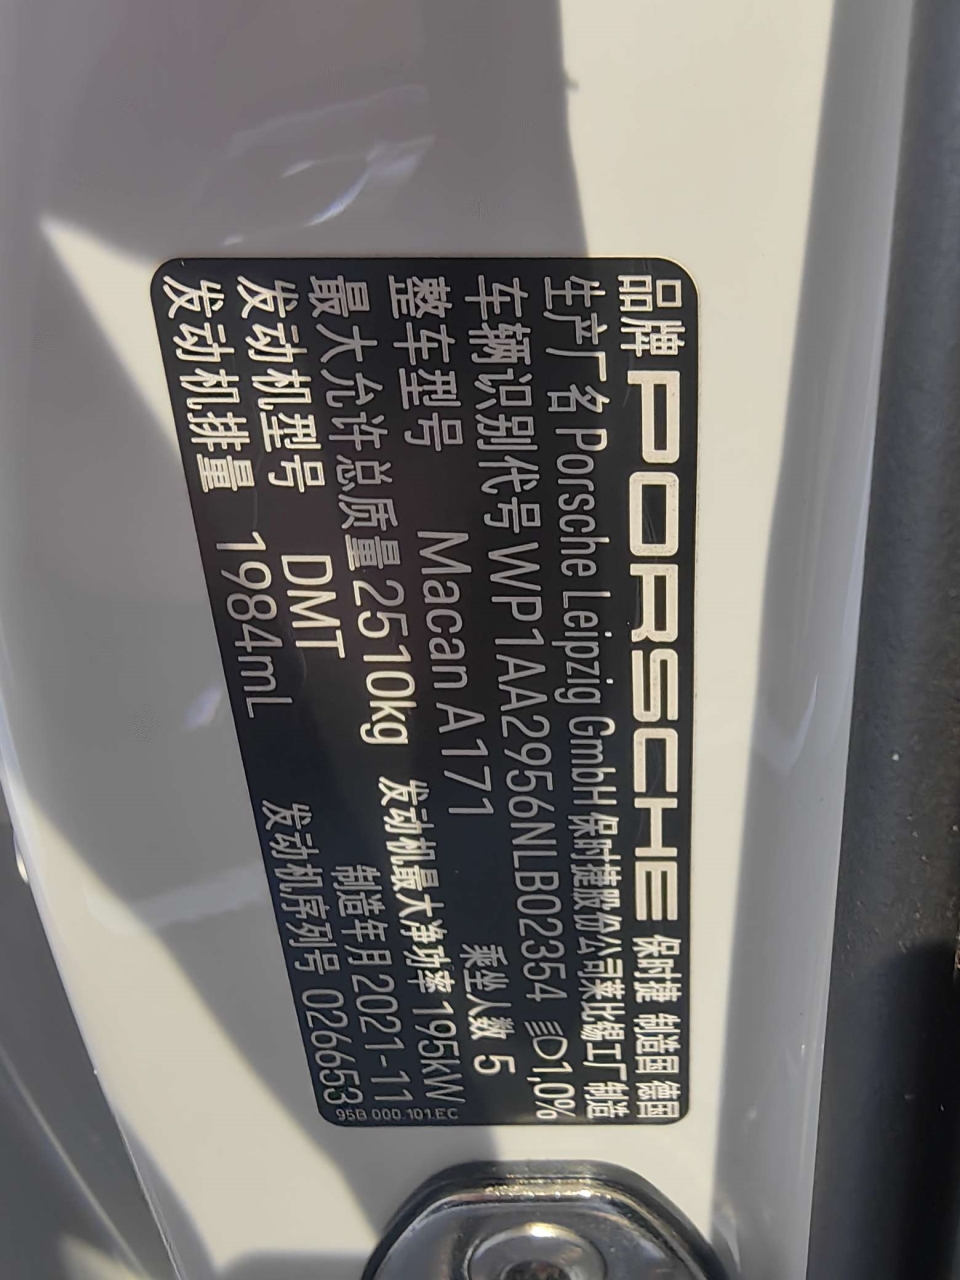 品牌 PORSCHE 保时捷 制造国 德国
生产厂名 Porsche Leipzig GmbH 保时捷股份公司莱比锡工厂制造
车辆识别代号 WP1AA2956NLB02354 1,0%
整车型号 Macan A171 乘坐人数 5
最大允许总质量 2510kg 发动机最大净功率 195kW
发动机型号 DMT 制造年月 2021-11
发动机排量 1984mL 发动机序列号 026653
95B.000.101.EC